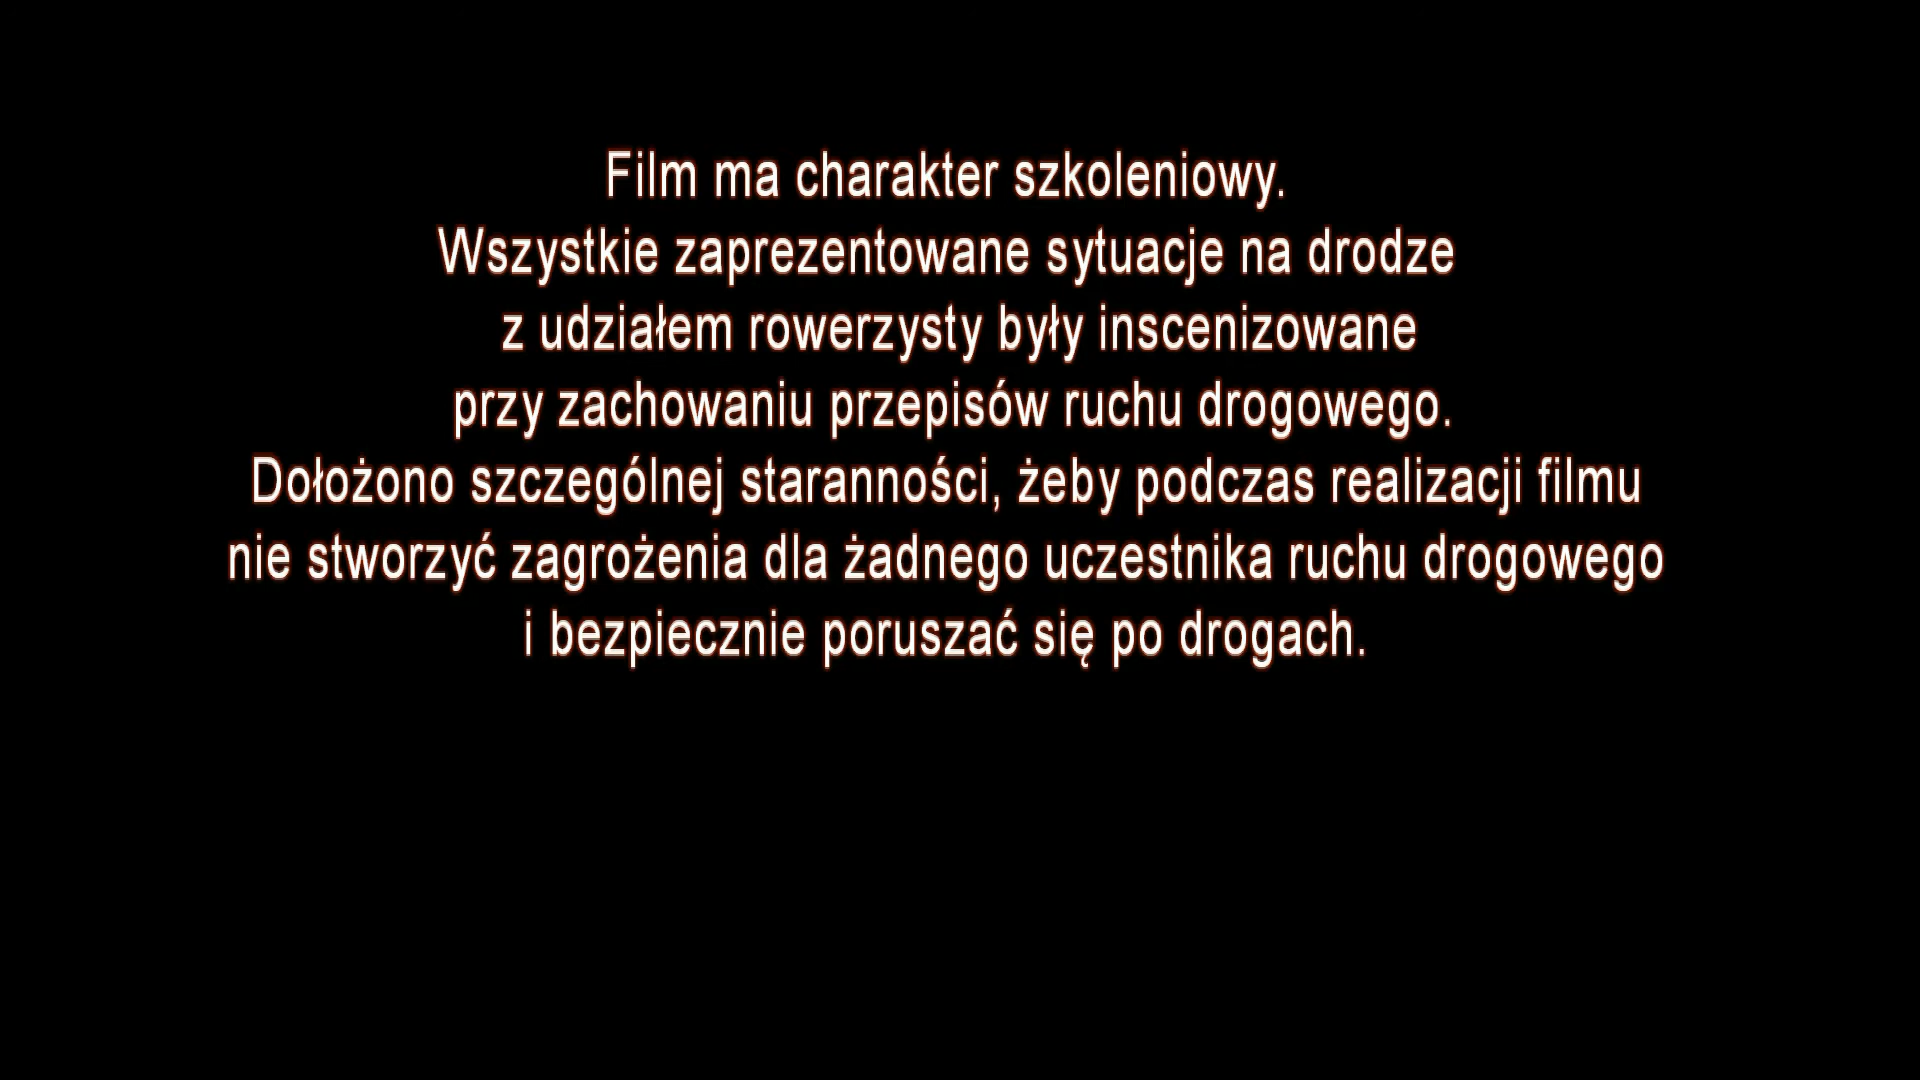 Film ma charakter szkoleniowy.
Wszystkie zaprezentowane sytuacje na drodze
z udziałem rowerzysty były inscenizowane
przy zachowaniu przepisów ruchu drogowego.
Dołożono szczególnej staranności, żeby podczas realizacji filmu
nie stworzyć zagrożenia dla żadnego uczestnika ruchu drogowego
i bezpiecznie poruszać się po drogach.